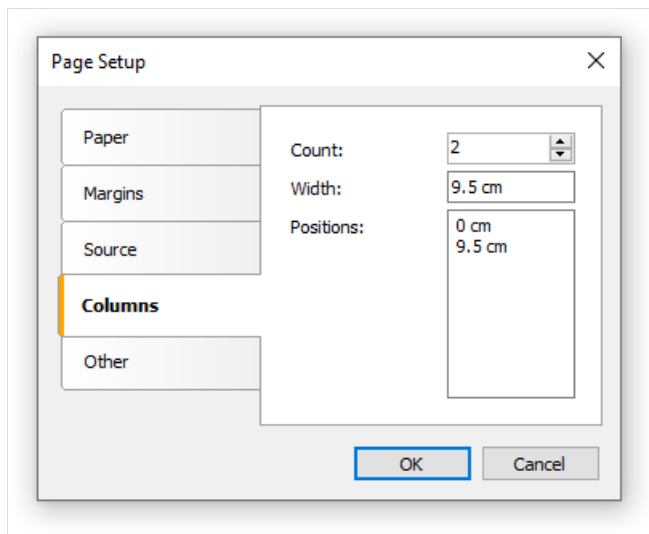 Page Setup
Paper
Margins
Source
Columns
Other
Count:
2
Width:
9.5 cm
Positions:
0 cm
9.5 cm
OK
Cancel